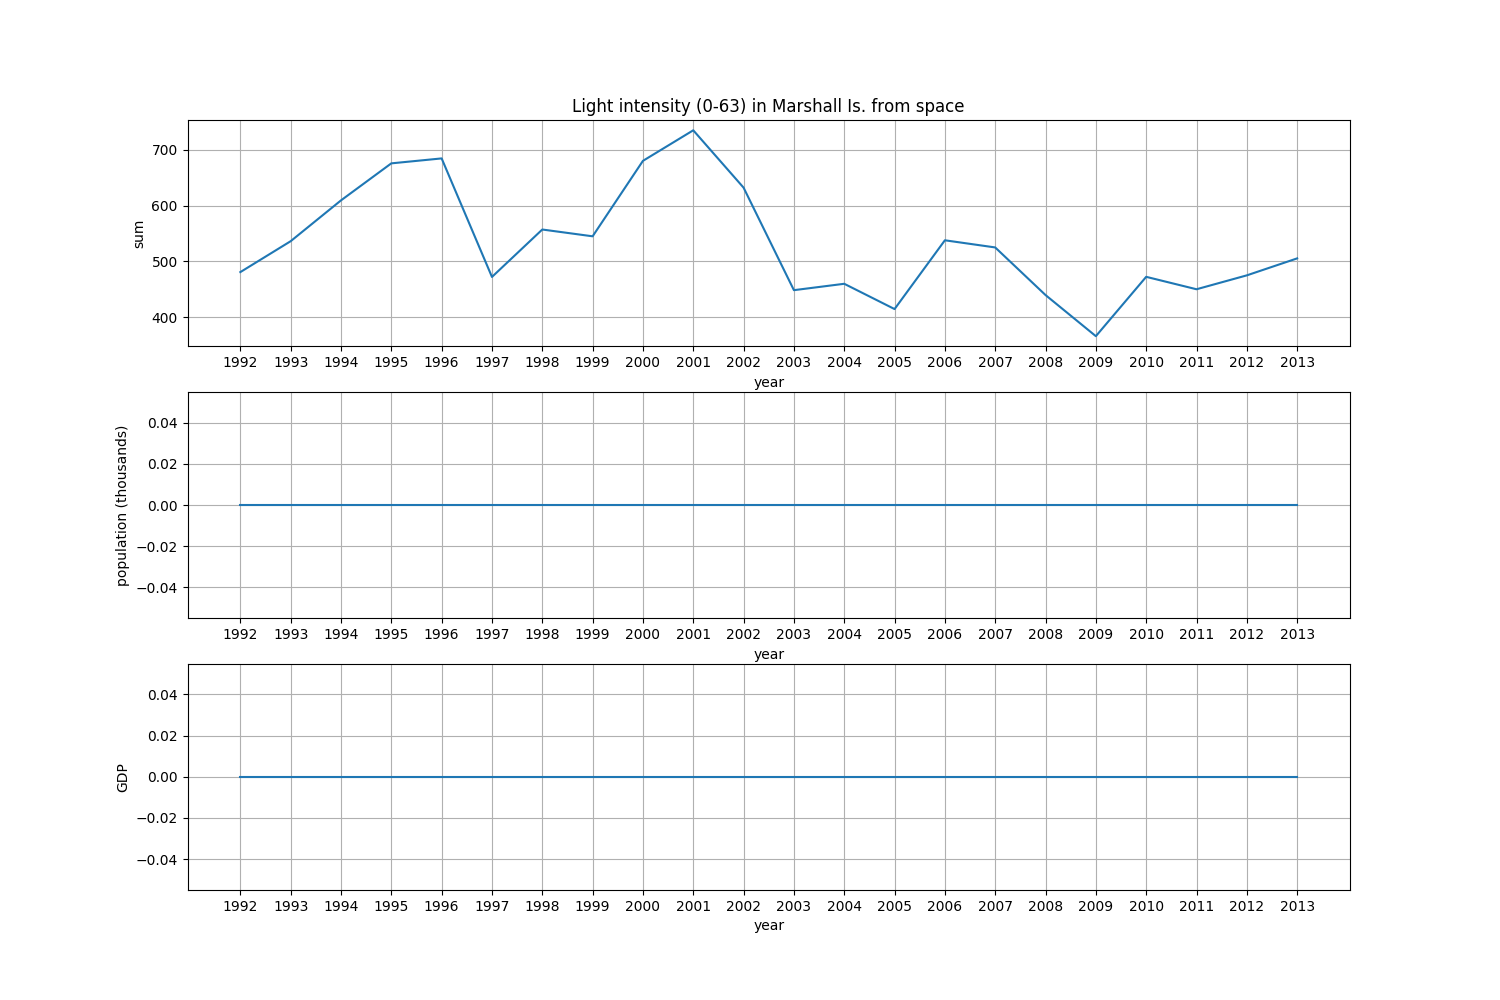 Light intensity (0-63) in Marshall Is. from space
700
600
500
400
sum
1992 1993 1994 1995 1996 1997 1998 1999 2000 2001 2002 2003 2004 2005 2006 2007 2008 2009 2010 2011 2012 2013
year
0.04
0.02
0.00
−0.02
−0.04
population (thousands)
1992 1993 1994 1995 1996 1997 1998 1999 2000 2001 2002 2003 2004 2005 2006 2007 2008 2009 2010 2011 2012 2013
year
0.04
0.02
0.00
−0.02
−0.04
GDP
1992 1993 1994 1995 1996 1997 1998 1999 2000 2001 2002 2003 2004 2005 2006 2007 2008 2009 2010 2011 2012 2013
year